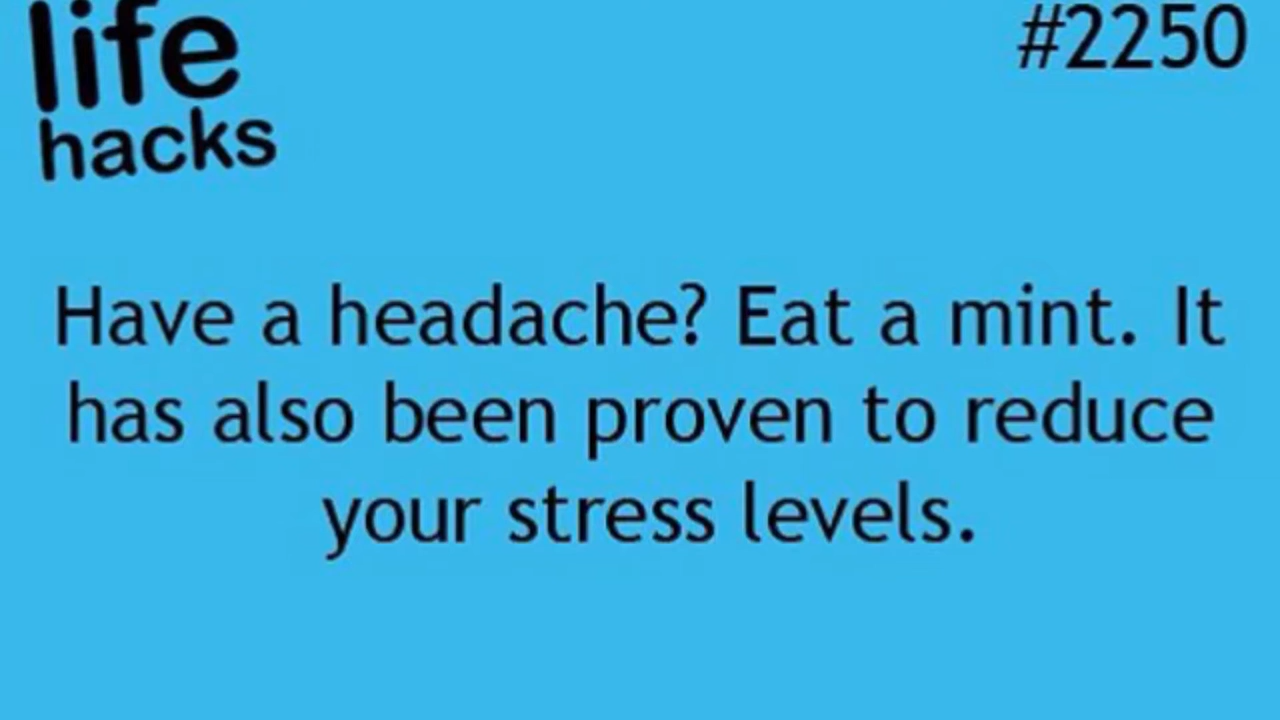 life
hacks
#2250
Have a headache? Eat a mint. It
has also been proven to reduce
your stress levels.